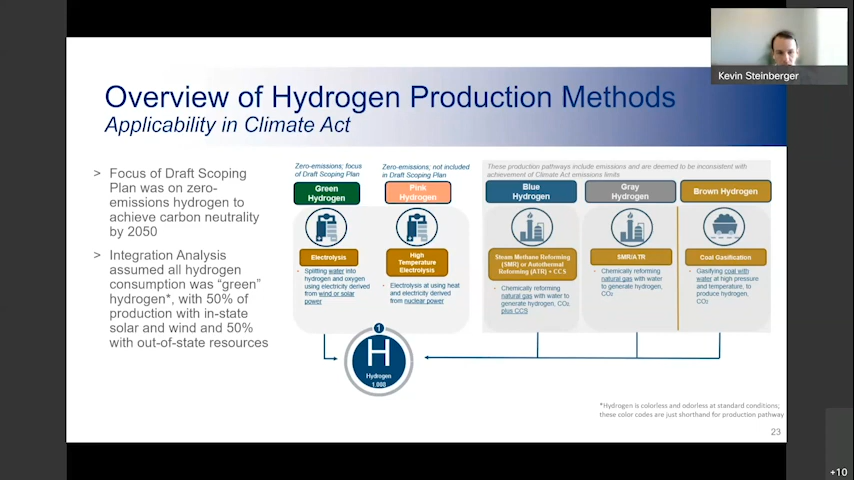 Kevin Steinberger
Overview of Hydrogen Production Methods
Applicability in Climate Act
> Focus of Draft Scoping
Plan was on zero-
emissions hydrogen to
achieve carbon neutrality
by 2050
> Integration Analysis
assumed all hydrogen
consumption was "green"
hydrogen*, with 50% of
production with in-state
solar and wind and 50%
with out-of-state resources
Zero-emissions; focus
of Draft Scoping Plan
Green
Hydrogen
Electrolysis
• Splitting water into
hydrogen and oxygen
using electricity derived
from wind or solar
power
Zero-emissions; not included
in Draft Scoping Plan
Pink
Hydrogen
High
Temperature
Electrolysis
• Electrolysis at using heat
and electricity derived
from nuclear power
These production pathways include emissions and are deemed to be inconsistent with
achievement of Climate Act emissions limits
Blue
Hydrogen
Steam Methane Reforming
(SMR) or Autothermal
Reforming (ATR) + CCS
• Chemically reforming
natural gas with water to
generate hydrogen, CO2,
plus CCS
Gray
Hydrogen
SMR/ATR
• Chemically reforming
natural gas with water
to generate hydrogen,
CO2
Brown Hydrogen
Coal Gasification
• Gasifying coal with
water at high pressure
and temperature, to
produce hydrogen,
CO2
1
H
Hydrogen
1.008
*Hydrogen is colorless and odorless at standard conditions;
these color codes are just shorthand for production pathway
23
+10